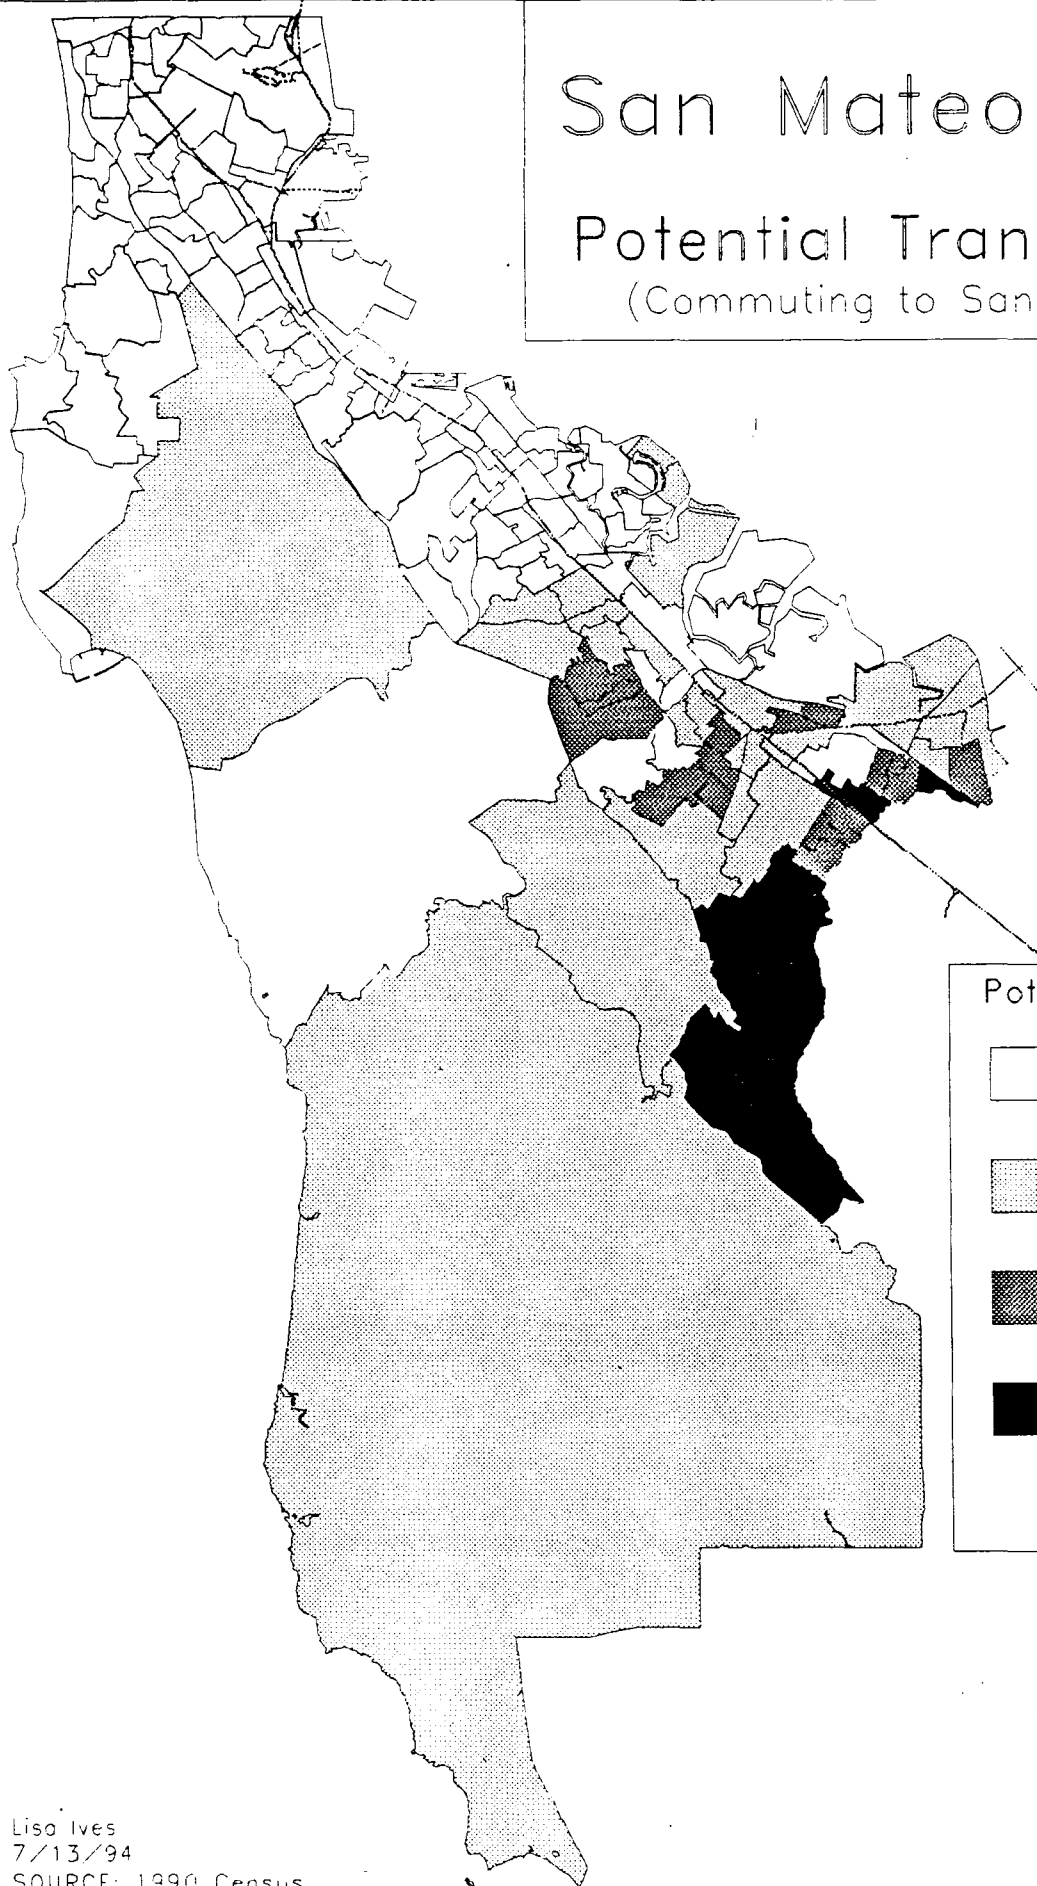 San Mateo
Potential Tran
(Commuting to San
Pot
Lisa Ives
7/13/94
SOURCE: 1990 Census